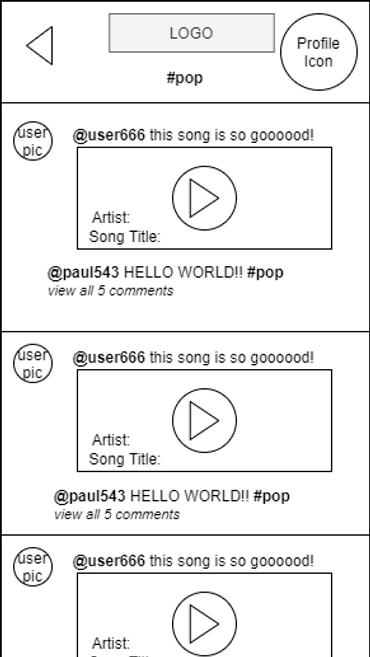 LOGO
Profile
Icon
#pop
user
pic
@user666 this song is so goooood!
Artist:
Song Title:
@paul543 HELLO WORLD!! #pop
view all 5 comments
user
pic
@user666 this song is so goooood!
Artist:
Song Title:
@paul543 HELLO WORLD!! #pop
view all 5 comments
user
pic
@user666 this song is so goooood!
Artist: